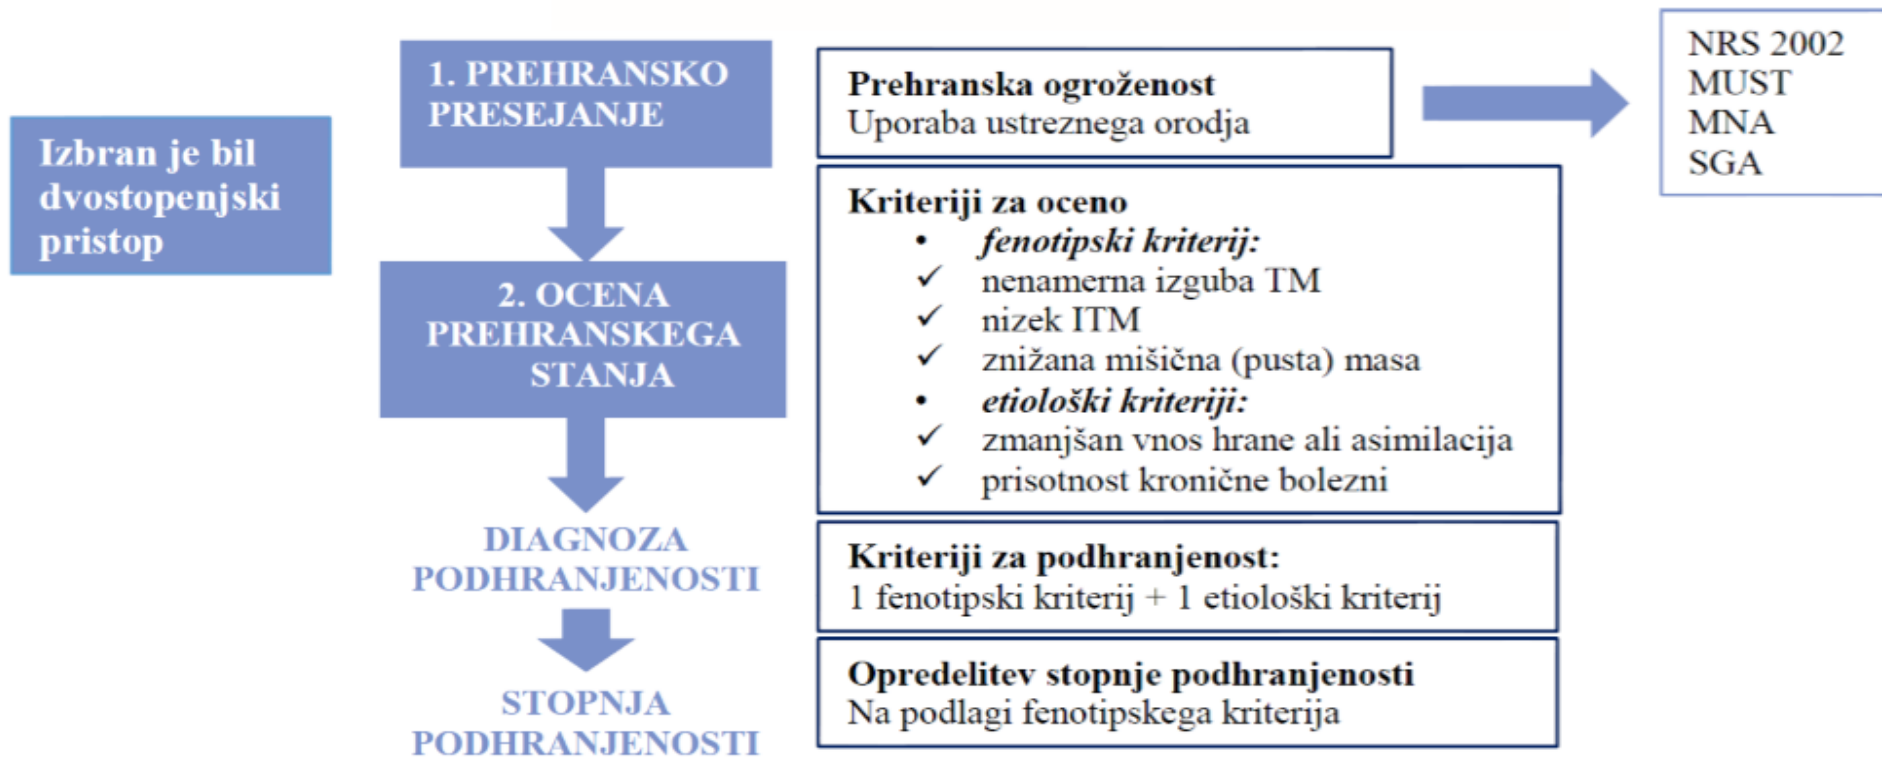 Izbran je bil
dvostopenjski
pristop
1. PREHRANSKO
PRESEJANJE
Prehranska ogroženost
Uporaba ustreznega orodja
NRS 2002
MUST
MNA
SGA
2. OCENA
PREHRANSKEGA
STANJA
Kriteriji za oceno
• fenotipski kriterij:
✓ nenamerna izguba TM
✓ nizek ITM
✓ znižana mišična (pusta) masa
• etiološki kriteriji:
✓ zmanjšan vnos hrane ali asimilacija
✓ prisotnost kronične bolezni
DIAGNOZA
PODHRANJENOSTI
Kriteriji za podhranjenost:
1 fenotipski kriterij + 1 etiološki kriterij
STOPNJA
PODHRANJENOSTI
Opredelitev stopnje podhranjenosti
Na podlagi fenotipskega kriterija